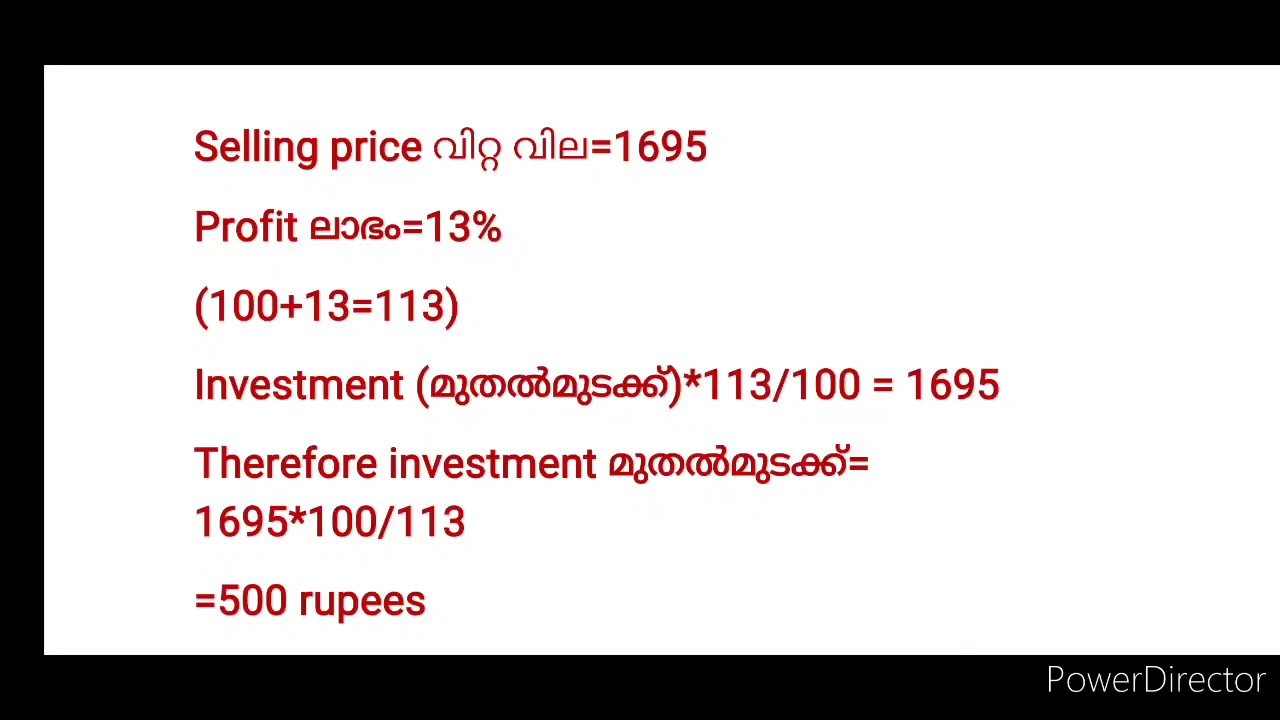 Selling price വിറ്റ വില=1695
Profit ലാഭം=13%
(100+13=113)
Investment (മുതൽമുടക്ക്)*113/100 = 1695
Therefore investment മുതൽമുടക്ക്=
1695*100/113
=500 rupees
PowerDirector